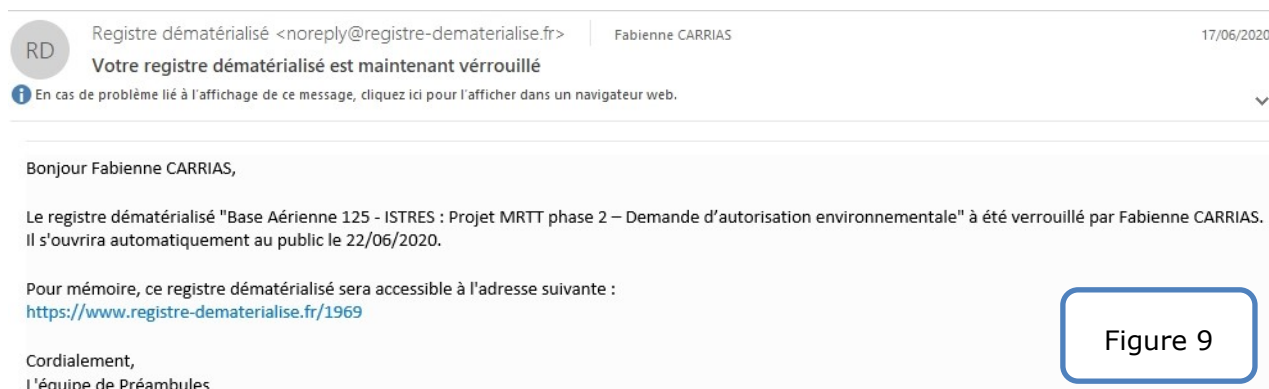 RD
Registre dématérialisé <noreply@registre-dematerialise.fr> Fabienne CARRIAS 17/06/2020
Votre registre dématérialisé est maintenant vérrouillé
i En cas de problème lié à l'affichage de ce message, cliquez ici pour l'afficher dans un navigateur web.
Bonjour Fabienne CARRIAS,
Le registre dématérialisé "Base Aérienne 125 - ISTRES : Projet MRTT phase 2 – Demande d'autorisation environnementale" à été verrouillé par Fabienne CARRIAS.
Il s'ouvrira automatiquement au public le 22/06/2020.
Pour mémoire, ce registre dématérialisé sera accessible à l'adresse suivante :
https://www.registre-dematerialise.fr/1969
Figure 9
Cordialement,
L'équipe de Préambules